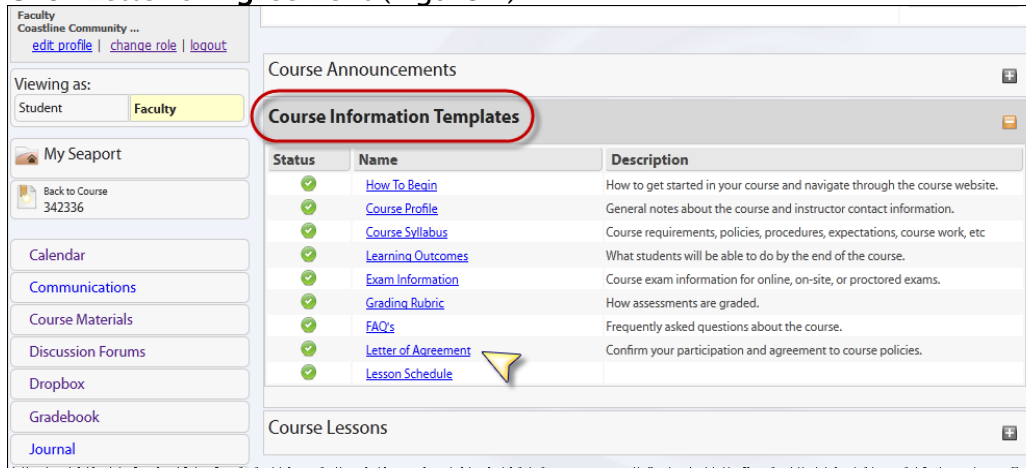 Faculty
Coastline Community ...
edit profile | change role | logout
Viewing as:
Student Faculty
My Seaport
Back to Course
342336
Calendar
Communications
Course Materials
Discussion Forums
Dropbox
Gradebook
Journal
Course Announcements
Course Information Templates
Status Name Description
How To Begin How to get started in your course and navigate through the course website.
Course Profile General notes about the course and instructor contact information.
Course Syllabus Course requirements, policies, procedures, expectations, course work, etc
Learning Outcomes What students will be able to do by the end of the course.
Exam Information Course exam information for online, on-site, or proctored exams.
Grading Rubric How assessments are graded.
FAQ's Frequently asked questions about the course.
Letter of Agreement Confirm your participation and agreement to course policies.
Lesson Schedule
Course Lessons